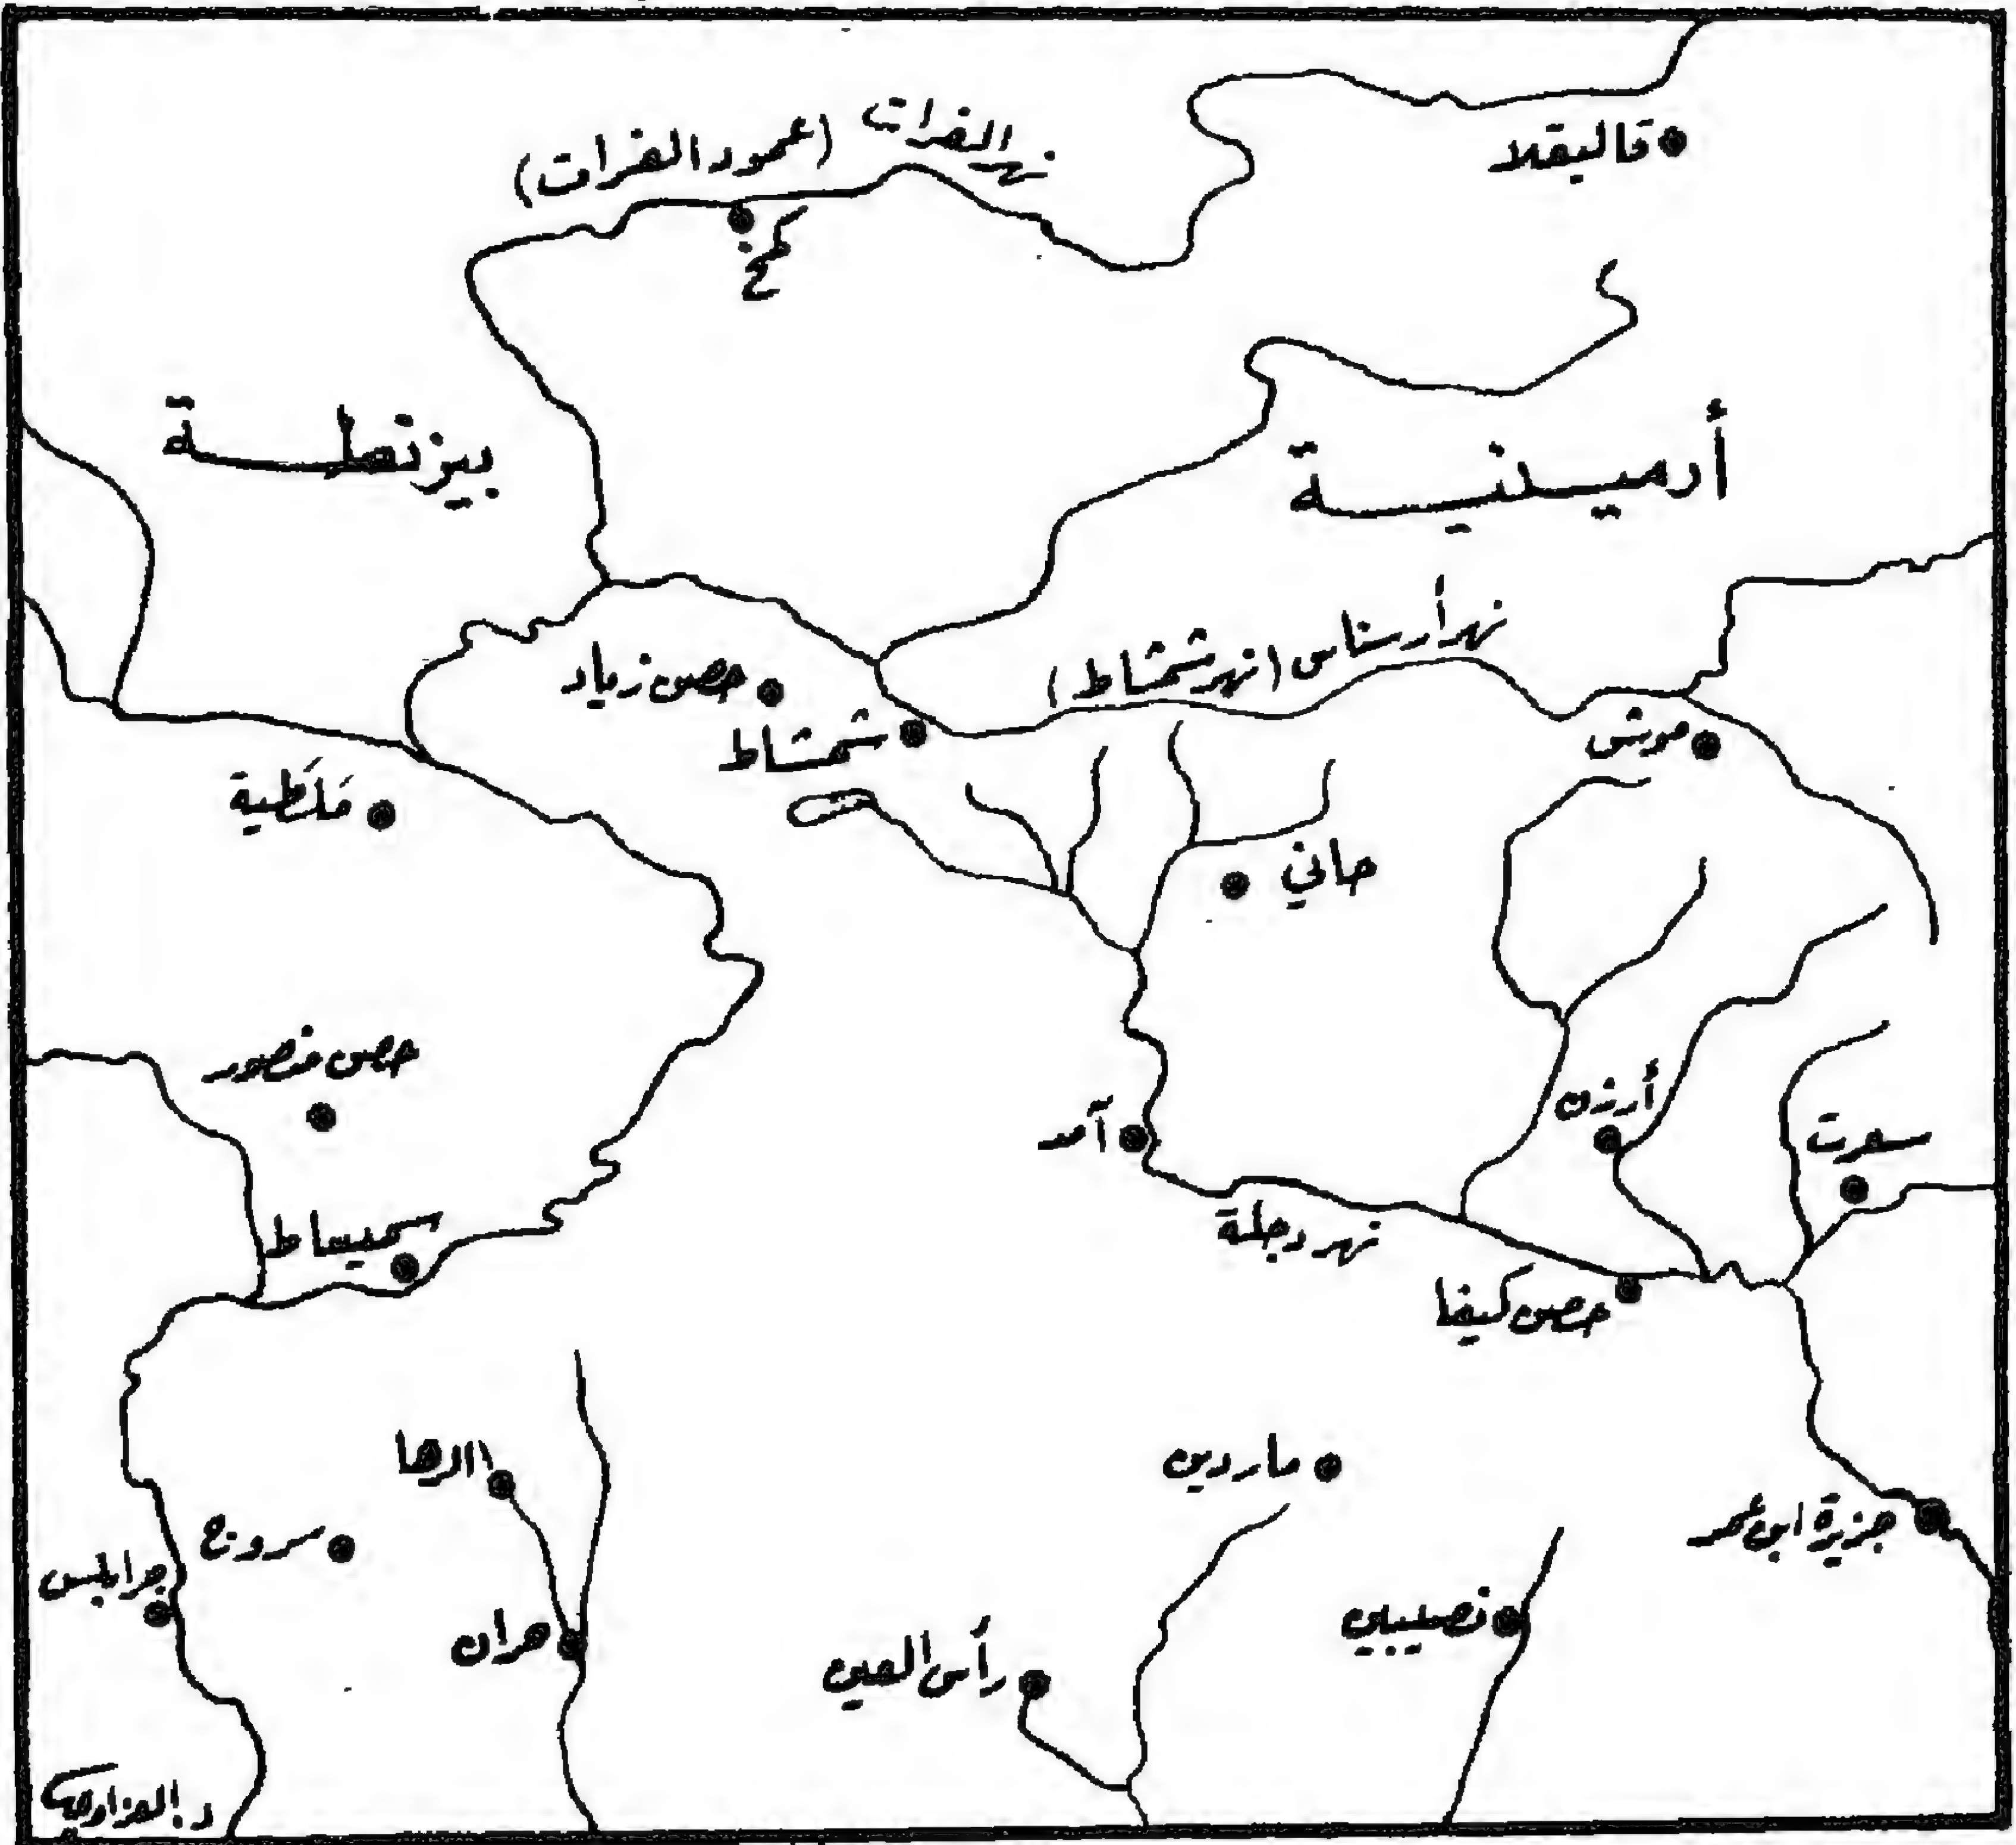 قاليقلا
نهر الفرات (عمود الفرات)
كمخ
أرمينية
بيزنطة
نهر أرسناس (نهر شمشاط)
حصن زياد
شمشاط
موش
مَلَطْية
حاني
حصن منصور
أرزن
آمد
سعرت
سميساط
نهر دجلة
حصن كيفا
الرها
ماردين
سروج
جزيرة ابن عمر
جرابلس
حران
نصيبين
رأس العين